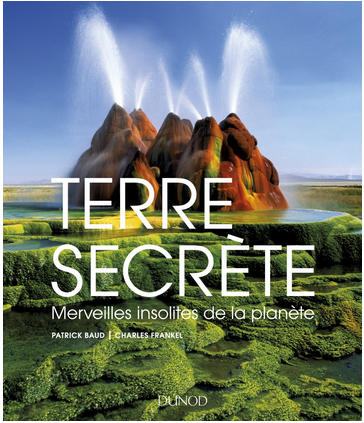 TERRE
SECRÈTE
Merveilles insolites de la planète
PATRICK BAUD | CHARLES FRANKEL
DUNOD